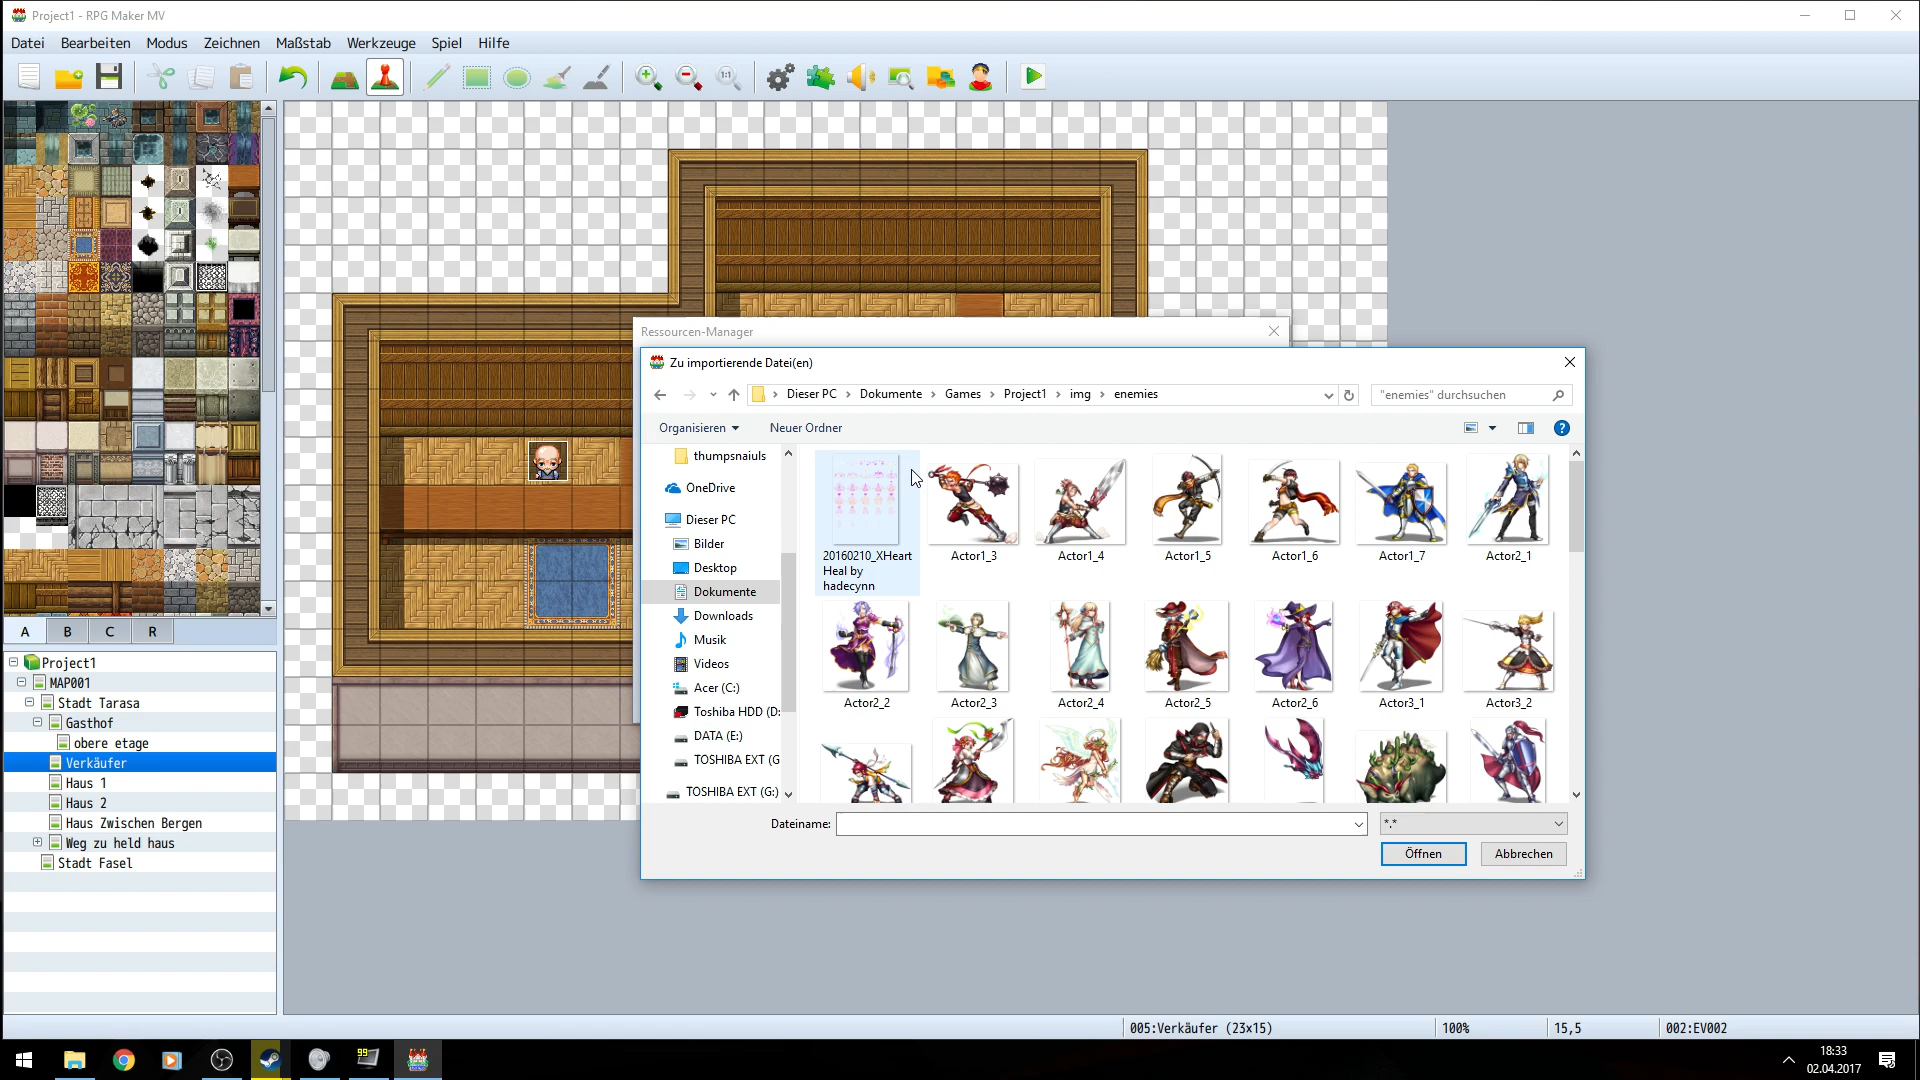 Project1 - RPG Maker MV
Datei Bearbeiten Modus Zeichnen Maßstab Werkzeuge Spiel Hilfe
1:1
A B C R
Project1
MAP001
Stadt Tarasa
Gasthof
obere etage
Verkäufer
Haus 1
Haus 2
Haus Zwischen Bergen
Weg zu held haus
Stadt Fasel
Ressourcen-Manager
Zu importierende Datei(en)
Dieser PC Dokumente Games Project1 img enemies
"enemies" durchsuchen
Organisieren Neuer Ordner
thumpsnaiuls
OneDrive
Dieser PC
Bilder
Desktop
Dokumente
Downloads
Musik
Videos
Acer (C:)
Toshiba HDD (D:
DATA (E:)
TOSHIBA EXT (G
TOSHIBA EXT (G:)
20160210_XHeart
Heal by
hadecynn
Actor1_3
Actor1_4
Actor1_5
Actor1_6
Actor1_7
Actor2_1
Actor2_2
Actor2_3
Actor2_4
Actor2_5
Actor2_6
Actor3_1
Actor3_2
Dateiname:
*.*
Öffnen Abbrechen
005:Verkäufer (23x15) 100% 15,5 002:EV002
99
18:33
02.04.2017